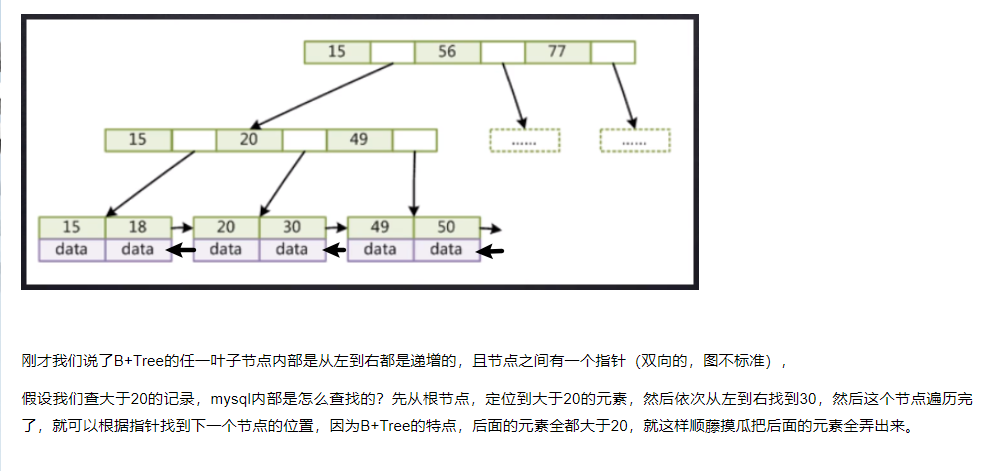 15 56 77
15 20 49 ...... ......
15 18 20 30 49 50
data data data data data data
刚才我们说了B+Tree的任一叶子节点内部是从左到右都是递增的，且节点之间有一个指针（双向的，图不标准），
假设我们查大于20的记录，mysql内部是怎么查找的？先从根节点，定位到大于20的元素，然后依次从左到右找到30，然后这个节点遍历完
了，就可以根据指针找到下一个节点的位置，因为B+Tree的特点，后面的元素全都大于20，就这样顺藤摸瓜把后面的元素全弄出来。